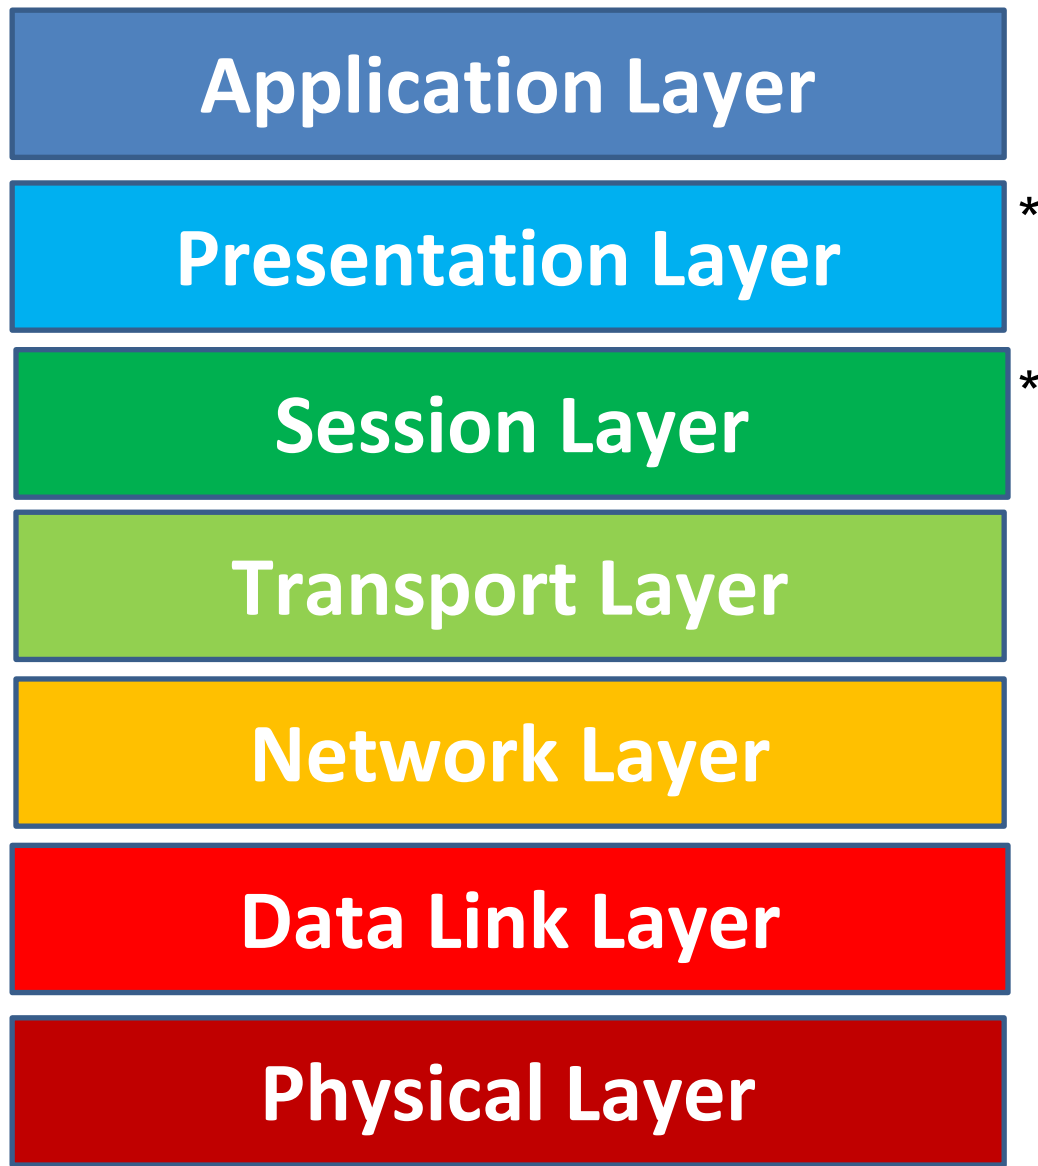 Application Layer
Presentation Layer *
Session Layer *
Transport Layer
Network Layer
Data Link Layer
Physical Layer